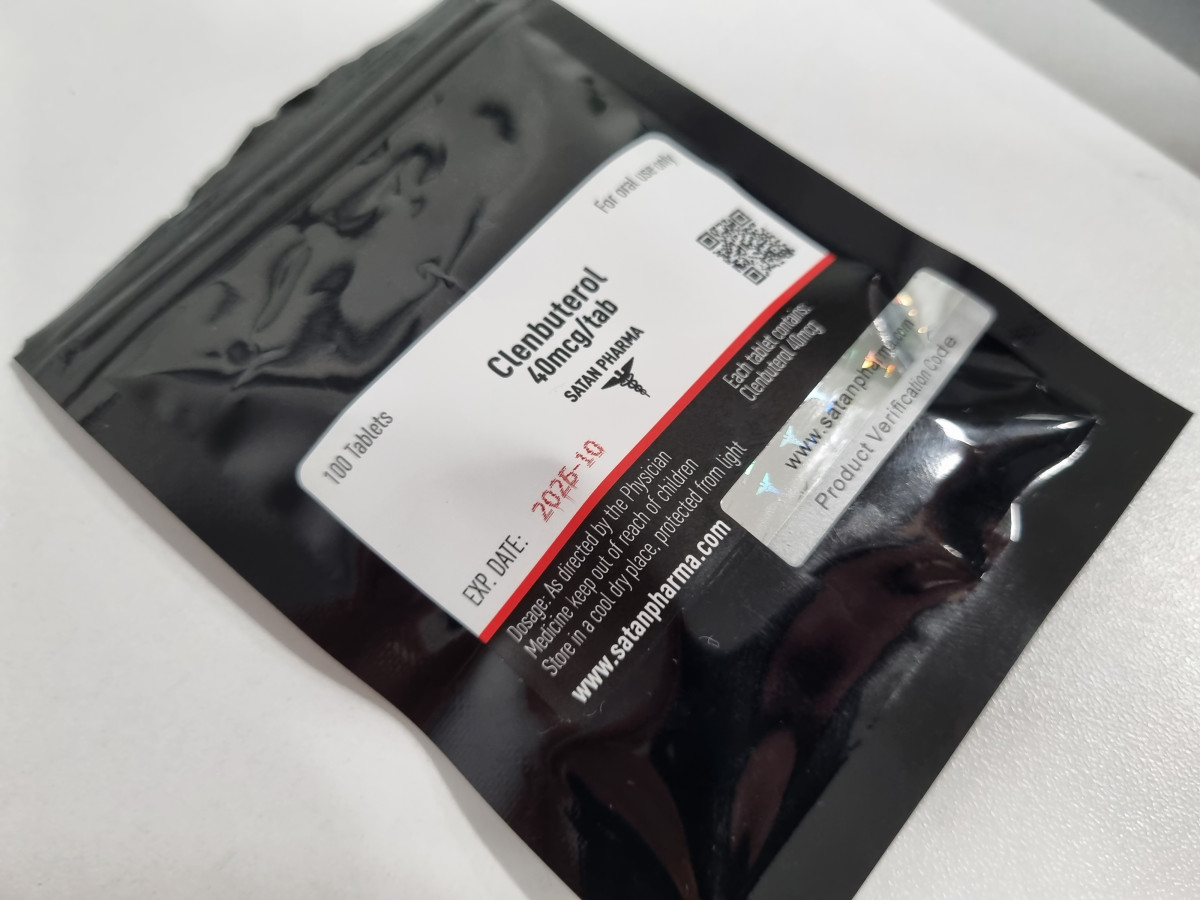 For oral use only
Clenbuterol
40mcg/tab
SATAN PHARMA
100 Tablets
EXP. DATE: 2026-10
Each tablet contains:
Clenbuterol 40mcg
Dosage: As directed by the Physician
Medicine keep out of reach of children
Store in a cool dry place, protected from light
www.satanpharma.com
www.satanpharma.com
Product Verification Code